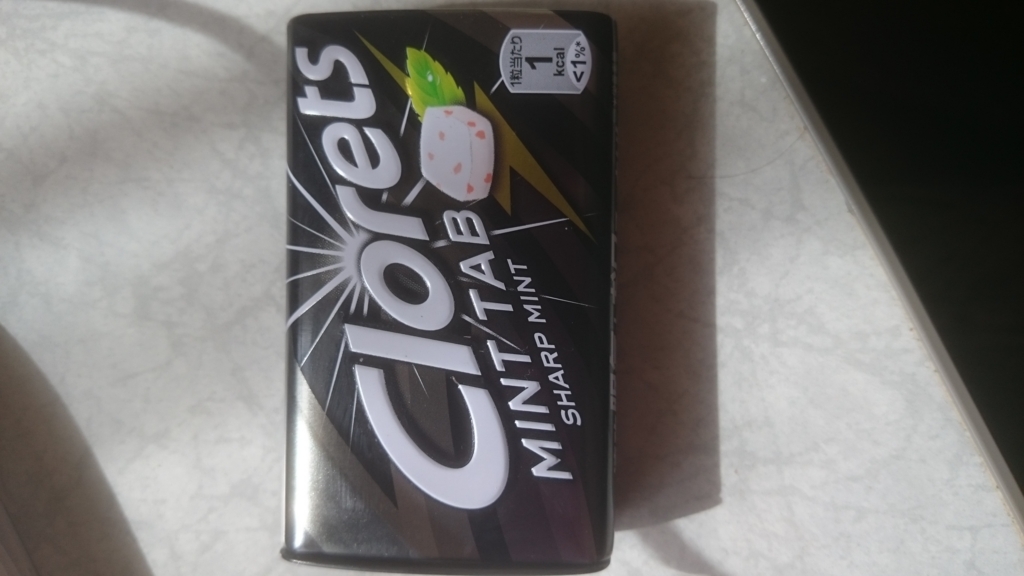 Clorets
MINT TAB
SHARP MINT
1粒当たり
1
kcal
<1%*